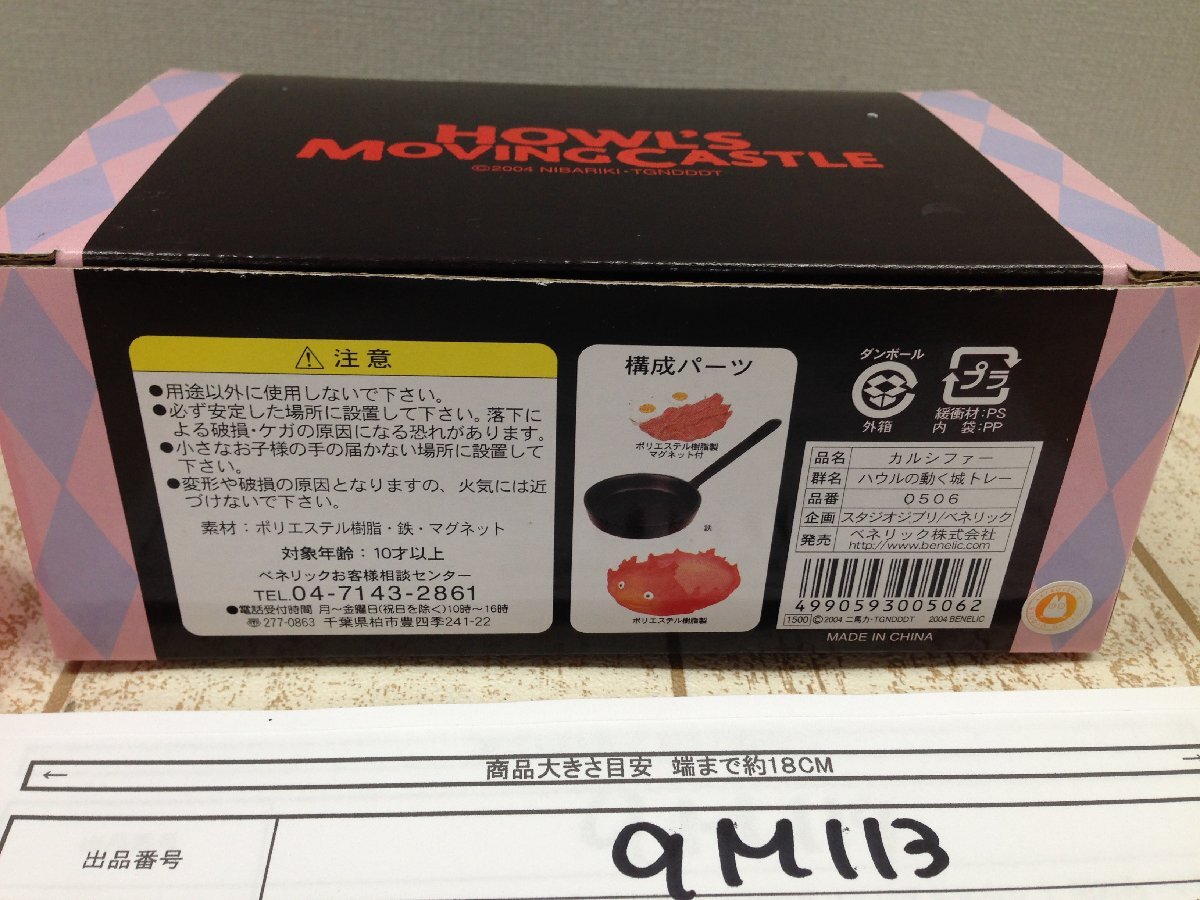 HOWL'S
MOVING CASTLE
©2004 NIBARIKI・TGNDDDT
⚠ 注意
●用途以外に使用しないで下さい。
●必ず安定した場所に設置して下さい。落下に
よる破損・ケガの原因になる恐れがあります。
●小さなお子様の手の届かない場所に設置して
下さい。
●変形や破損の原因となりますの、火気には近
づけないで下さい。
素材：ポリエステル樹脂・鉄・マグネット
対象年齢：10才以上
ベネリックお客様相談センター
TEL.04-7143-2861
●電話受付時間 月～金曜日(祝日を除く)10時～16時
〠277-0863 千葉県柏市豊四季241-22
構成パーツ
ポリエステル樹脂製
マグネット付
鉄
ポリエステル樹脂製
ダンボール
外箱
プラ
緩衝材：PS
内 袋：PP
品名 カルシファー
群名 ハウルの動く城トレー
品番 0506
企画 スタジオジブリ/ベネリック
発売 ベネリック株式会社
http://www.benelic.com
4990593005062
1500 ©2004 二馬力・TGNDDDT 2004 BENELIC
MADE IN CHINA
← 商品大きさ目安 端まで約18CM →
出品番号 9M113